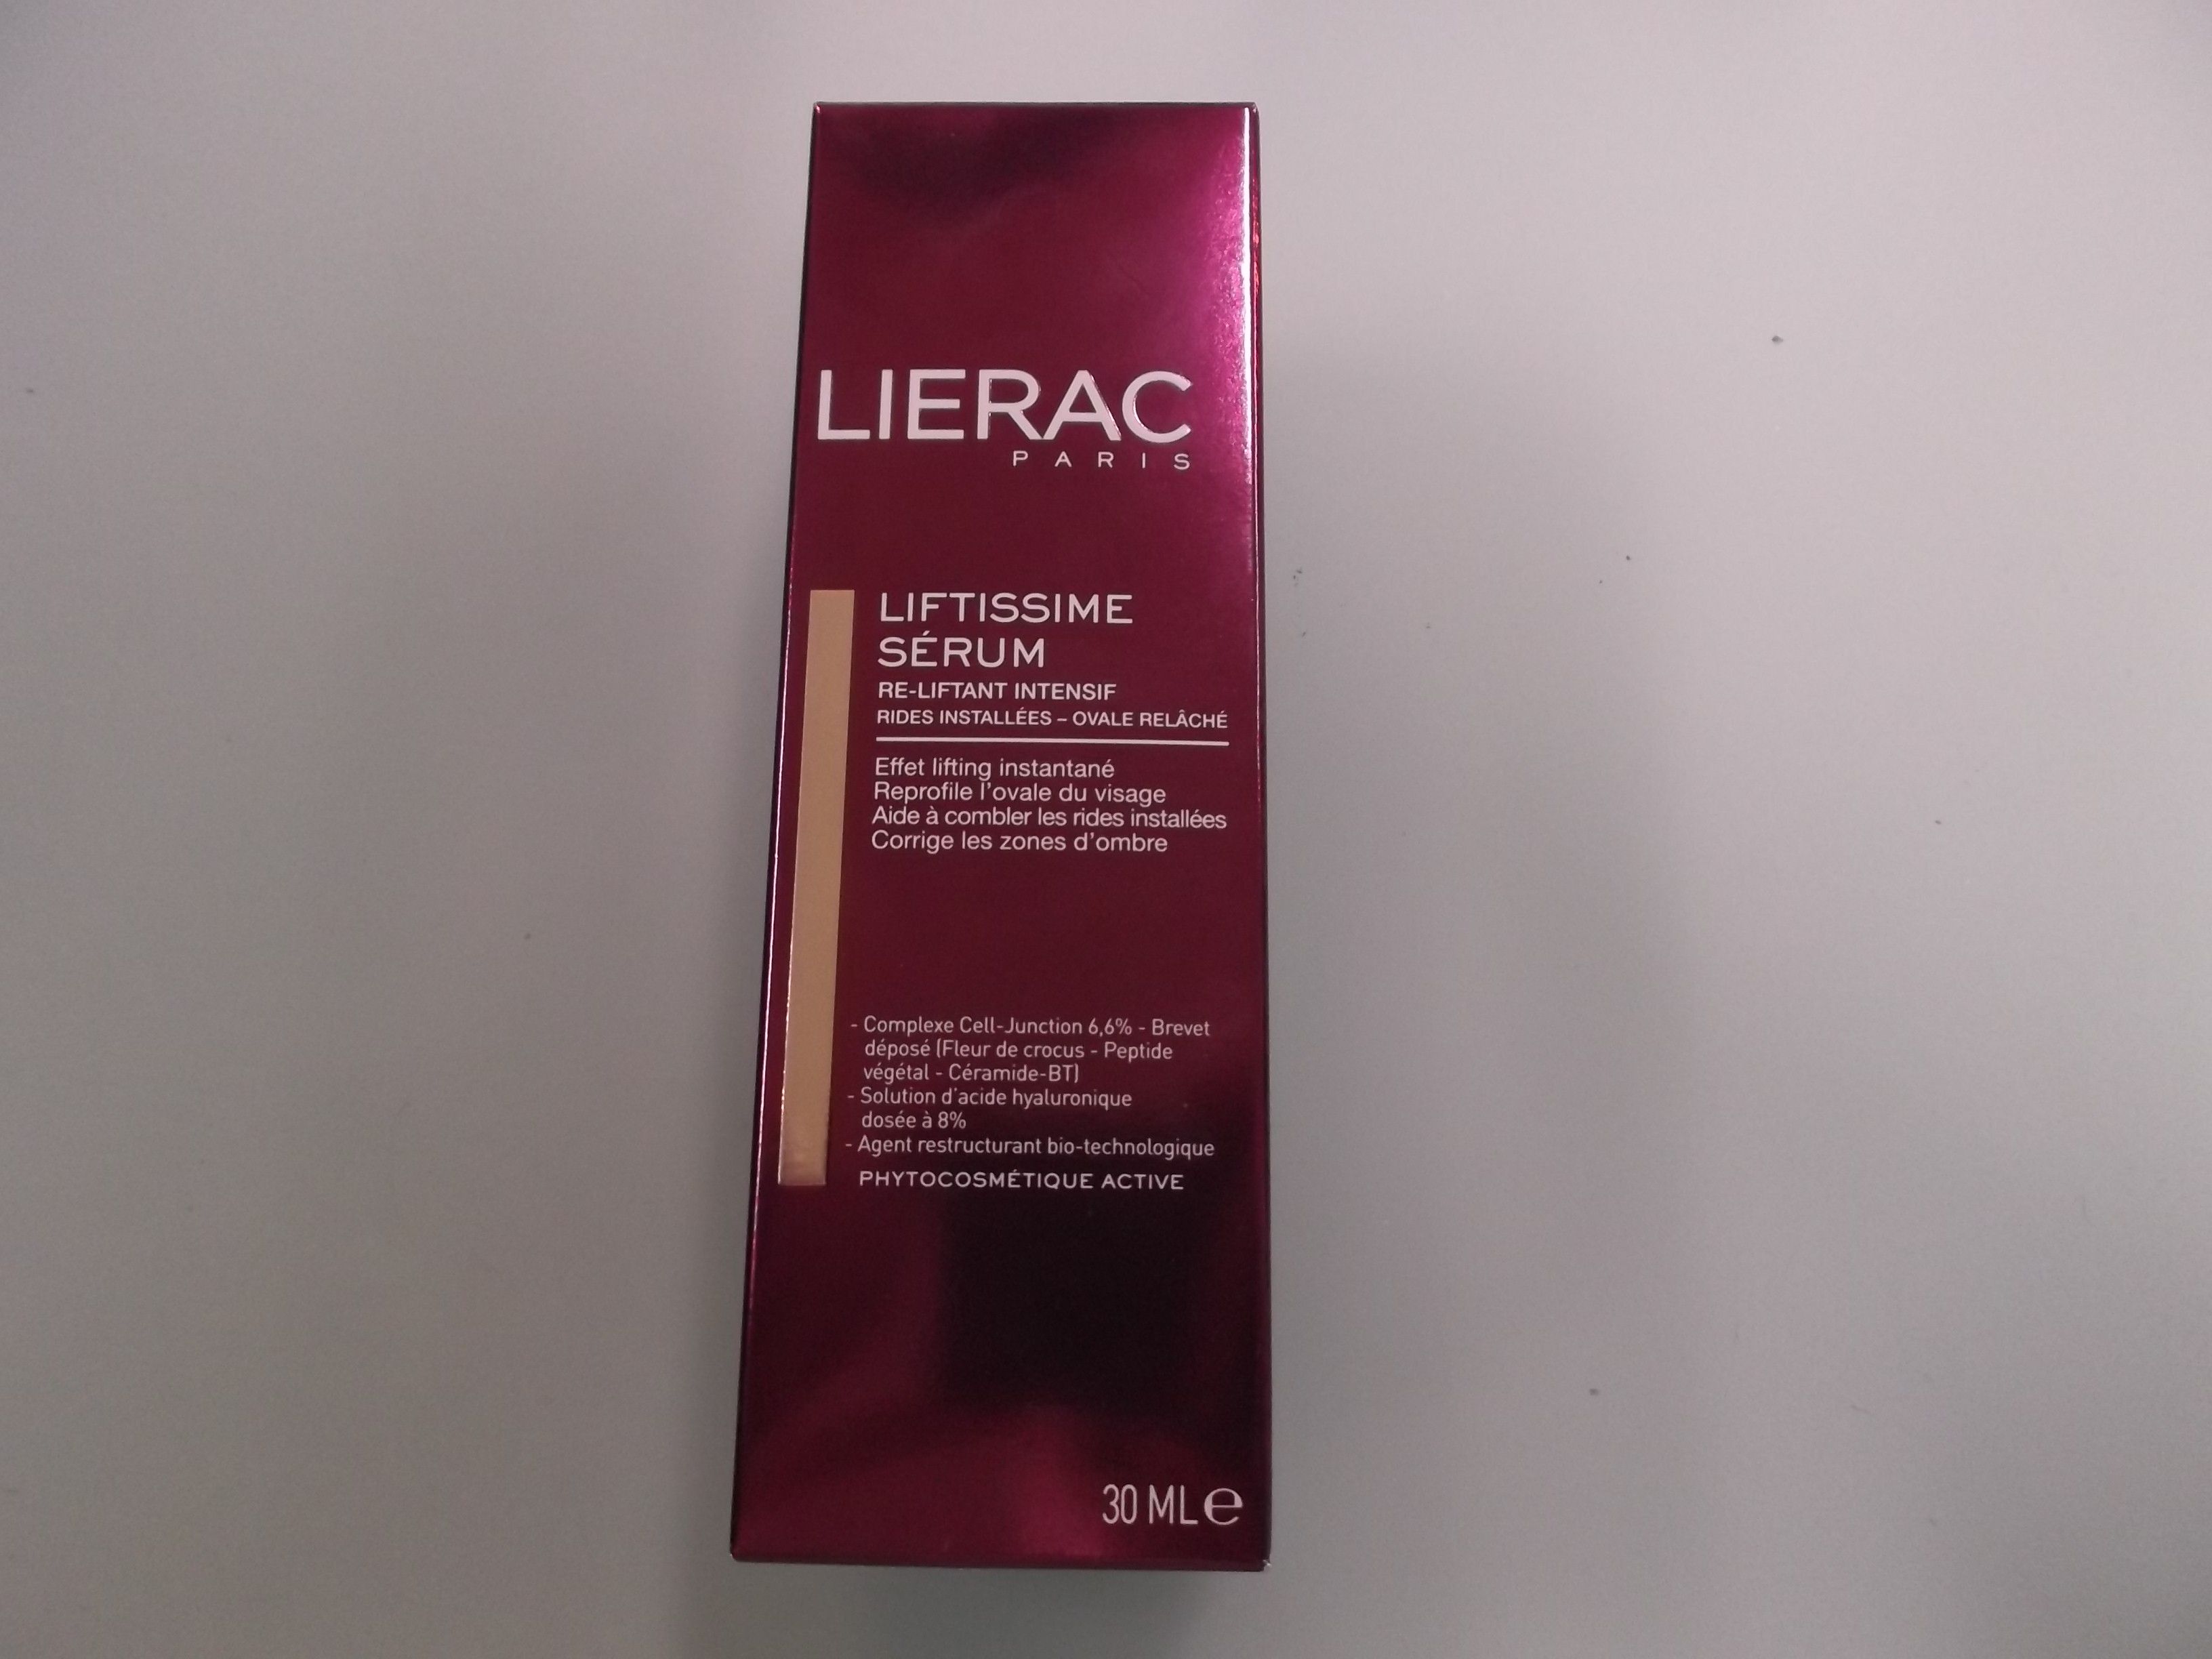 LIERAC
PARIS
LIFTISSIME
SÉRUM
RE-LIFTANT INTENSIF
RIDES INSTALLÉES – OVALE RELÂCHÉ
Effet lifting instantané
Reprofile l'ovale du visage
Aide à combler les rides installées
Corrige les zones d'ombre
- Complexe Cell-Junction 6,6% - Brevet
déposé (Fleur de crocus - Peptide
végétal - Céramide-BT)
- Solution d'acide hyaluronique
dosée à 8%
- Agent restructurant bio-technologique
PHYTOCOSMÉTIQUE ACTIVE
30 ML e